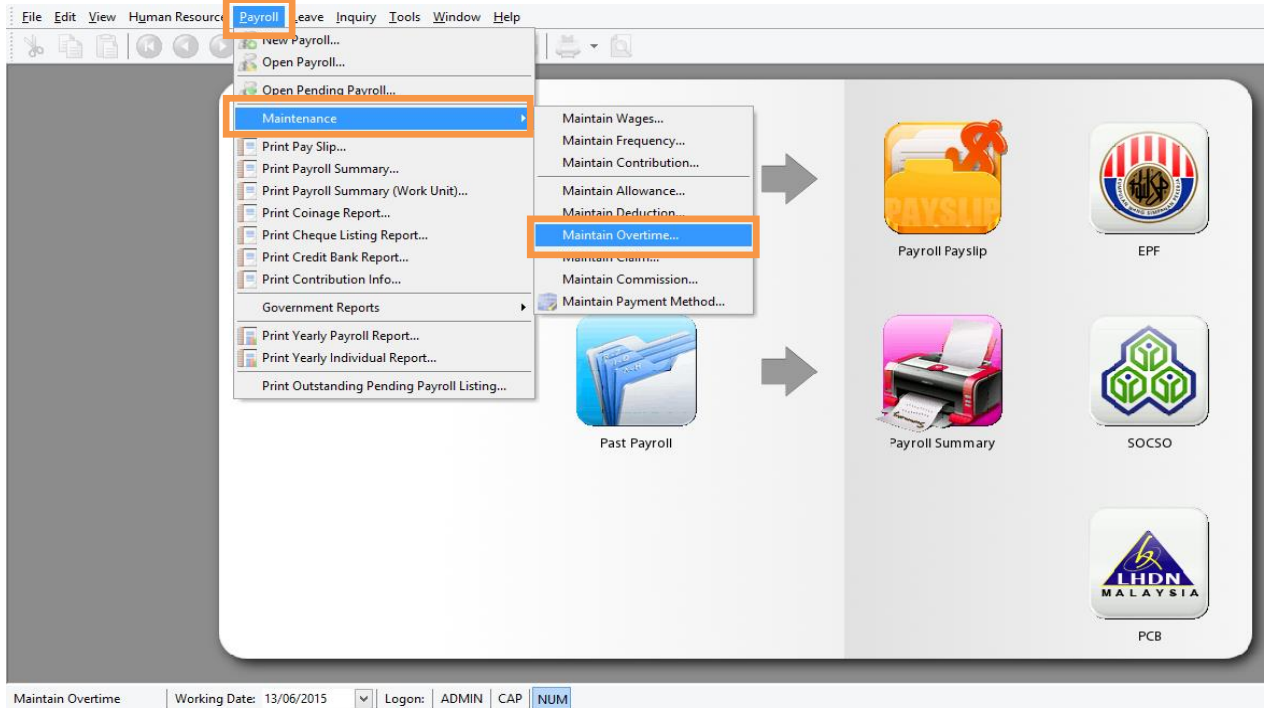 File Edit View Human Resource Payroll Leave Inquiry Tools Window Help
New Payroll...
Open Payroll...
Open Pending Payroll...
Maintenance
Print Pay Slip...
Print Payroll Summary...
Print Payroll Summary (Work Unit)...
Print Coinage Report...
Print Cheque Listing Report...
Print Credit Bank Report...
Print Contribution Info...
Government Reports
Print Yearly Payroll Report...
Print Yearly Individual Report...
Print Outstanding Pending Payroll Listing...
Maintain Wages...
Maintain Frequency...
Maintain Contribution...
Maintain Allowance...
Maintain Deduction...
Maintain Overtime...
Maintain Claim...
Maintain Commission...
Maintain Payment Method...
Past Payroll
PAYSLIP
Payroll Payslip
EPF
Payroll Summary
SOCSO
LHDN
MALAYSIA
PCB
Maintain Overtime Working Date: 13/06/2015 Logon: ADMIN CAP NUM